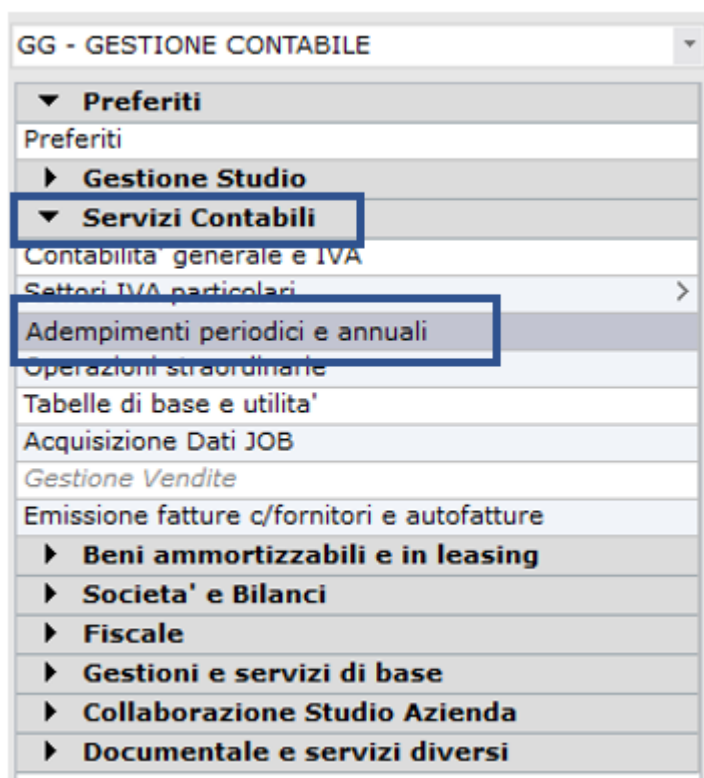 GG - GESTIONE CONTABILE
Preferiti
Preferiti
Gestione Studio
Servizi Contabili
Contabilita' generale e IVA
Settori IVA particolari
Adempimenti periodici e annuali
Operazioni straordinarie
Tabelle di base e utilita'
Acquisizione Dati JOB
Gestione Vendite
Emissione fatture c/fornitori e autofatture
Beni ammortizzabili e in leasing
Societa' e Bilanci
Fiscale
Gestioni e servizi di base
Collaborazione Studio Azienda
Documentale e servizi diversi